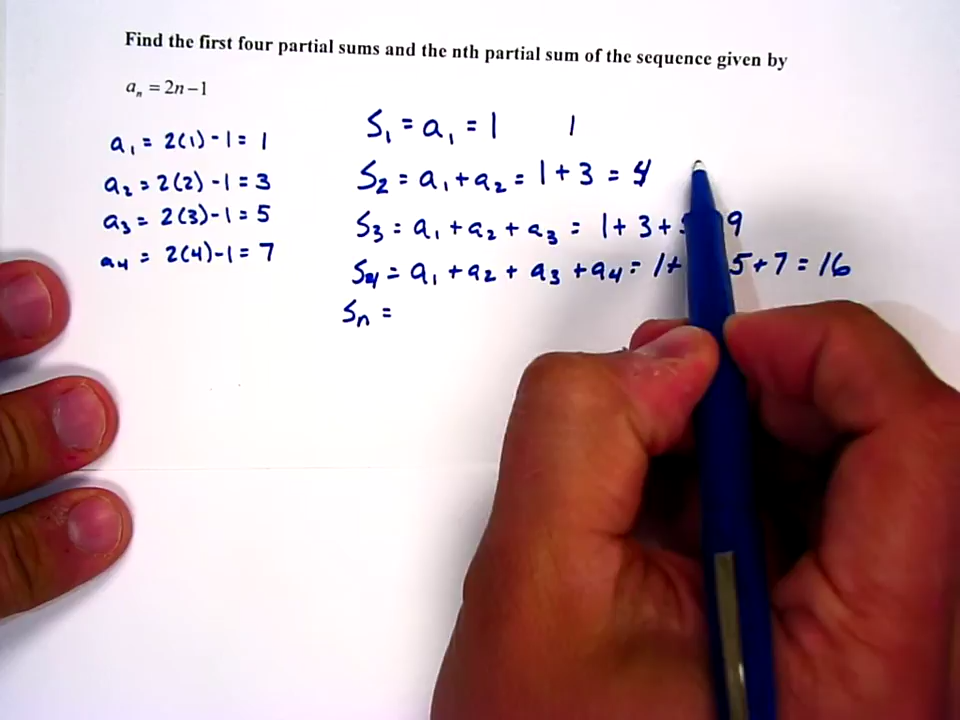 Find the first four partial sums and the nth partial sum of the sequence given by
aₙ = 2n−1
a₁ = 2(1)-1 = 1
a₂ = 2(2)-1 = 3
a₃ = 2(3)-1 = 5
a₄ = 2(4)-1 = 7
S₁ = a₁ = 1 1
S₂ = a₁+a₂ = 1+3 = 4
S₃ = a₁+a₂+a₃ = 1+3+ 9
S₄ = a₁+a₂+a₃+a₄ = 1+ 5+7 = 16
Sₙ =